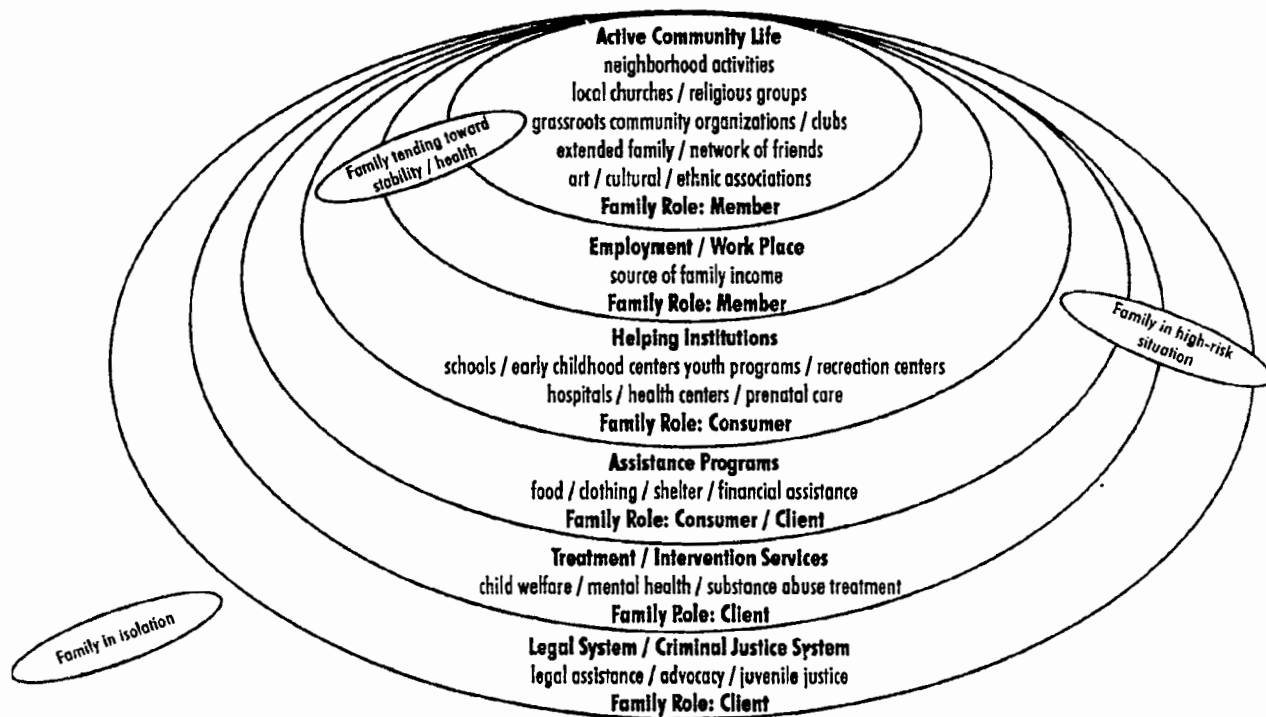 Active Community Life
neighborhood activities
local churches / religious groups
grassroots community organizations / clubs
extended family / network of friends
art / cultural / ethnic associations
Family Role: Member
Family tending toward
stability / health
Employment / Work Place
source of family income
Family Role: Member
Family in high-risk
situation
Helping Institutions
schools / early childhood centers youth programs / recreation centers
hospitals / health centers / prenatal care
Family Role: Consumer
Assistance Programs
food / clothing / shelter / financial assistance
Family Role: Consumer / Client
Treatment / Intervention Services
child welfare / mental health / substance abuse treatment
Family Role: Client
Family in isolation
Legal System / Criminal Justice System
legal assistance / advocacy / juvenile justice
Family Role: Client